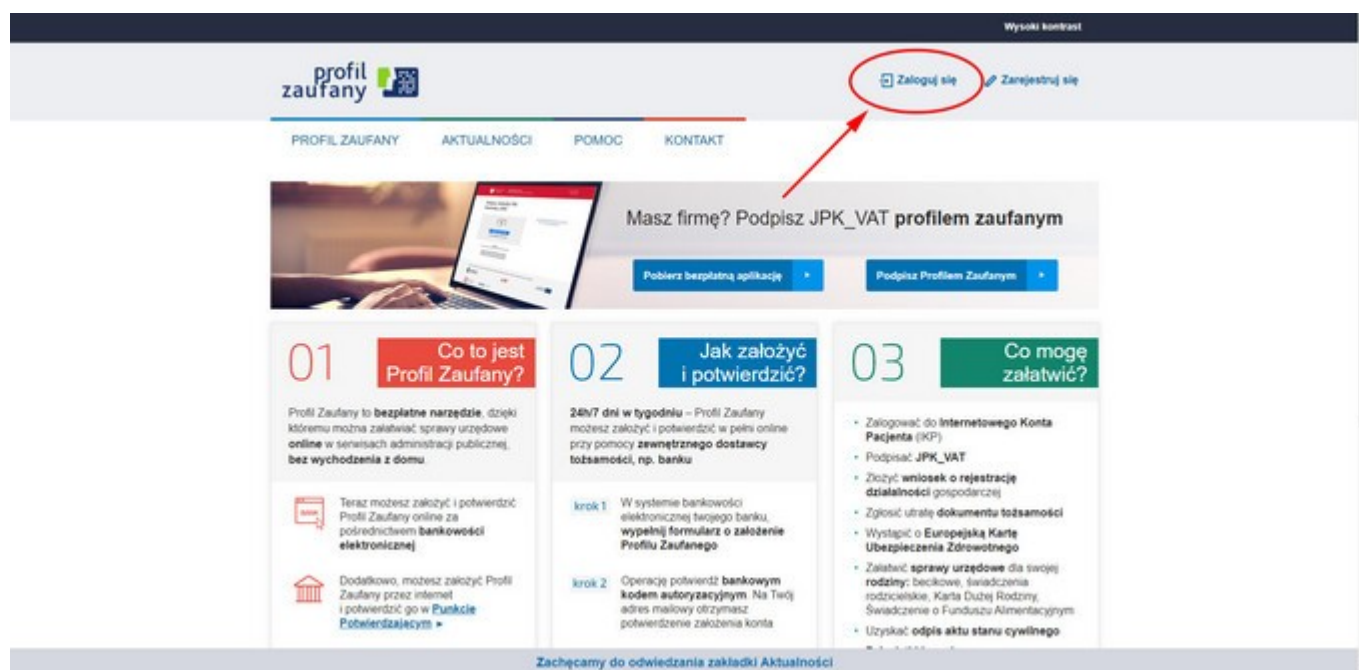 Wysoki kontrast
profil
zaufany
Zaloguj się
Zarejestruj się
PROFIL ZAUFANY
AKTUALNOŚCI
POMOC
KONTAKT
Masz firmę? Podpisz JPK_VAT profilem zaufanym
Pobierz bezpłatną aplikację
Podpisz Profilem Zaufanym
01
Co to jest
Profil Zaufany?
Profil Zaufany to bezpłatne narzędzie, dzięki
któremu można załatwiać sprawy urzędowe
online w serwisach administracji publicznej,
bez wychodzenia z domu.
Teraz możesz założyć i potwierdzić
Profil Zaufany online za
pośrednictwem bankowości
elektronicznej
Dodatkowo, możesz założyć Profil
Zaufany przez internet
i potwierdzić go w Punkcie
Potwierdzającym ►
02
Jak założyć
i potwierdzić?
24h/7 dni w tygodniu – Profil Zaufany
możesz założyć i potwierdzić w pełni online
przy pomocy zewnętrznego dostawcy
tożsamości, np. banku
krok 1
W systemie bankowości
elektronicznej twojego banku,
wypełnij formularz o założenie
Profilu Zaufanego
krok 2
Operację potwierdź bankowym
kodem autoryzacyjnym. Na Twój
adres mailowy otrzymasz
potwierdzenie założenia konta
03
Co mogę
załatwić?
• Zalogować do Internetowego Konta
Pacjenta (IKP)
• Podpisać JPK_VAT
• Złożyć wniosek o rejestrację
działalności gospodarczej
• Zgłosić utratę dokumentu tożsamości
• Wystąpić o Europejską Kartę
Ubezpieczenia Zdrowotnego
• Załatwić sprawy urzędowe dla swojej
rodziny: becikowe, świadczenia
rodzicielskie, Karta Dużej Rodziny,
Świadczenie o Funduszu Alimentacyjnym
• Uzyskać odpis aktu stanu cywilnego
Zachęcamy do odwiedzania zakładki Aktualności